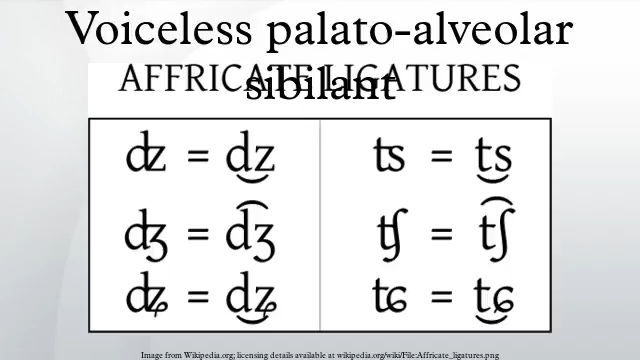 Voiceless palato-alveolar
sibilant
AFFRICATE LIGATURES
ʣ = d͜z ʦ = t͜s
ʤ = d͡ʒ ʧ = t͡ʃ
ʥ = d͜ʑ ʨ = t͜ɕ
Image from Wikipedia.org; licensing details available at wikipedia.org/wiki/File:Affricate_ligatures.png